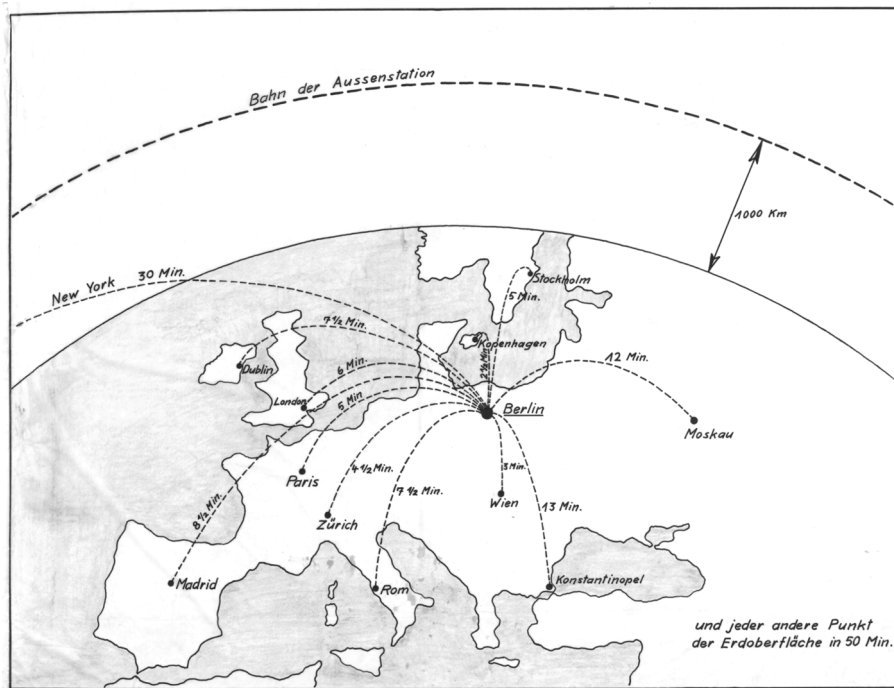 Bahn der Aussenstation
1000 Km
New York 30 Min.
Stockholm
5 Min.
7 1/2 Min.
Kopenhagen
2 1/2 Min.
Dublin
6 Min.
12 Min.
London
5 Min
Berlin
Moskau
4 1/2 Min.
3 Min.
Paris
7 1/2 Min.
8 1/2 Min.
Wien
13 Min.
Zürich
Madrid
Rom
Konstantinopel
und jeder andere Punkt
der Erdoberfläche in 50 Min.